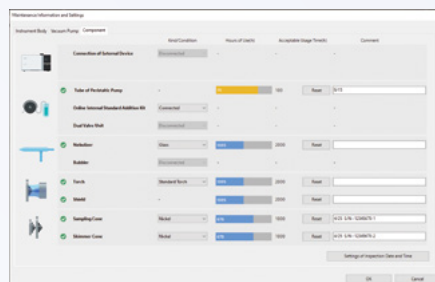 Maintenance Information and Settings
Instrument Body Vacuum Pump Component
Kind/Condition Hours of Use(h) Acceptable Usage Time(h) Comment
Connection of External Device Disconnected - - -
Tube of Peristaltic Pump - Reset
Online Internal Standard Addition Kit Connected - - -
Dual Valve Unit Disconnected - - -
Nebulizer Glass 2000 Reset
Bubbler Disconnected - - -
Torch Standard Torch 2000 Reset
Shield - 2000 Reset
Sampling Cone Nickel Reset
Skimmer Cone Nickel Reset
Settings of Inspection Date and Time
OK Cancel